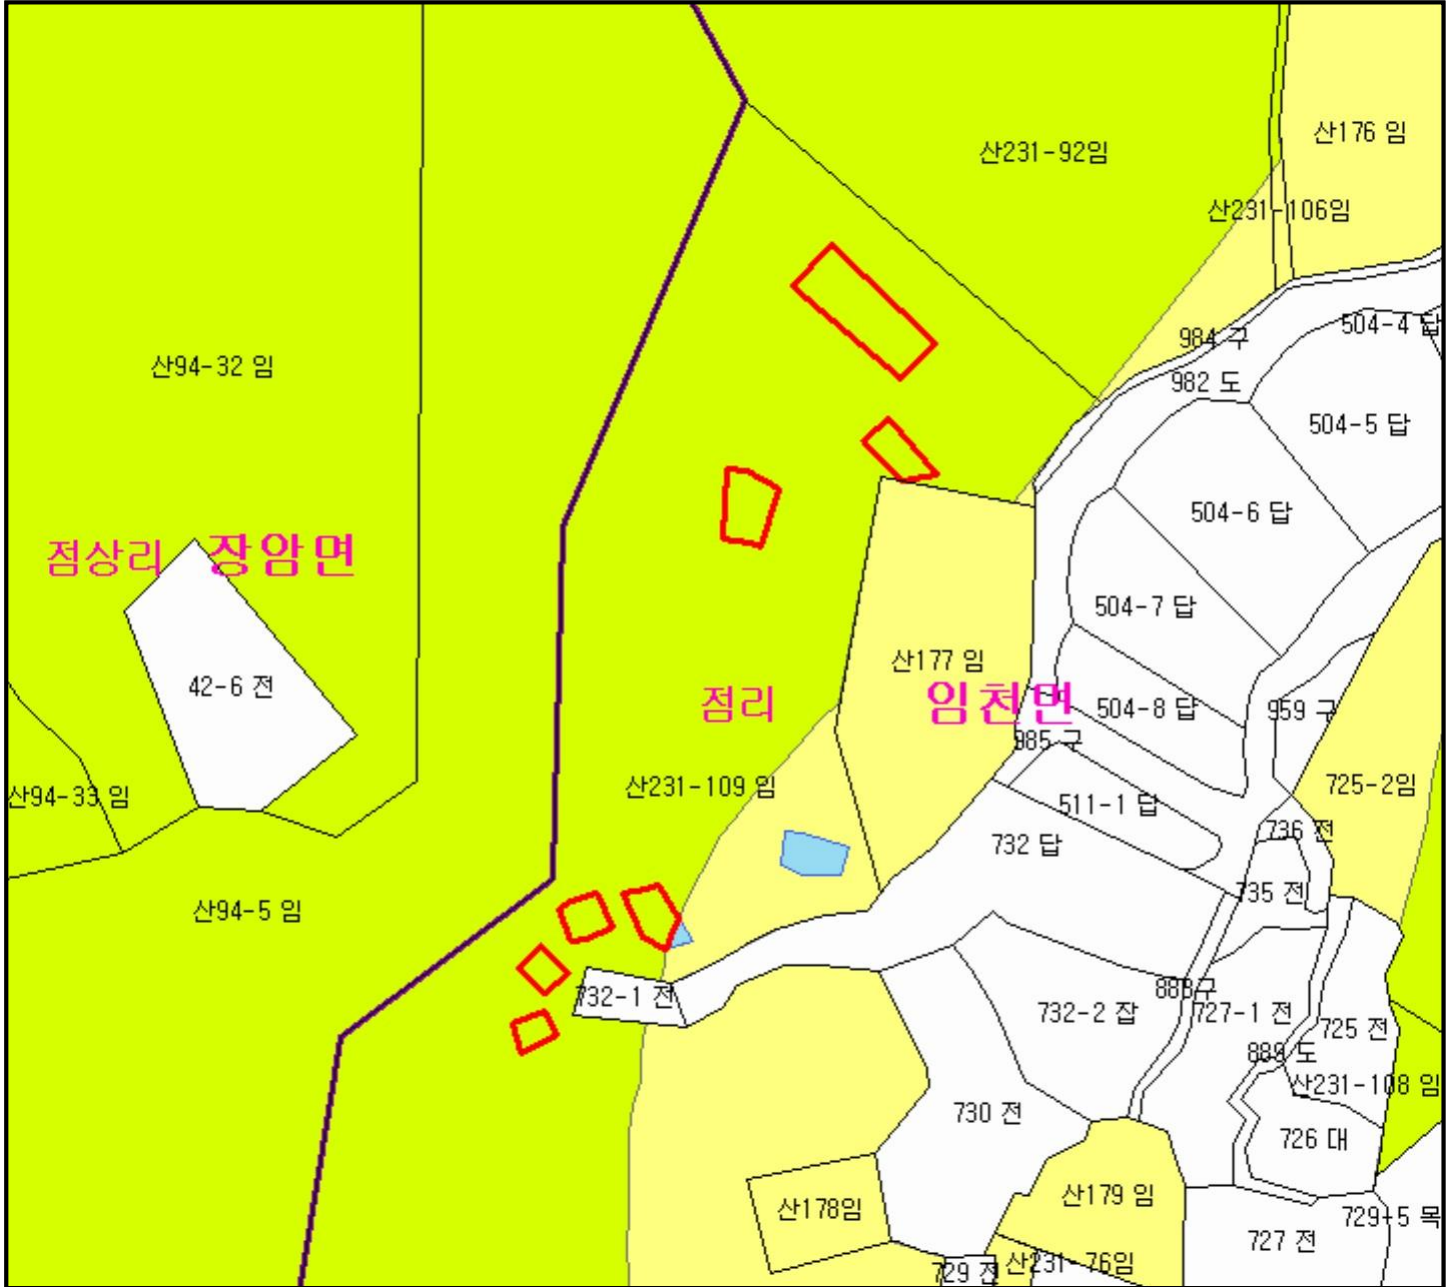 산176 임
산231-92임
산231-106임
504-4 답
984 구
산94-32 임
982 도
504-5 답
504-6 답
점상리 장암면
504-7 답
산177 임
42-6 전
점리
임천면
504-8 답
959 구
985 구
산231-109 임
725-2임
산94-33 임
511-1 답
736 전
732 답
735 전
산94-5 임
732-1 전
888구
732-2 잡
727-1 전
725 전
889 도
산231-108 임
730 전
726 대
산179 임
산178임
729-5 목
727 전
산231-76임
729 전